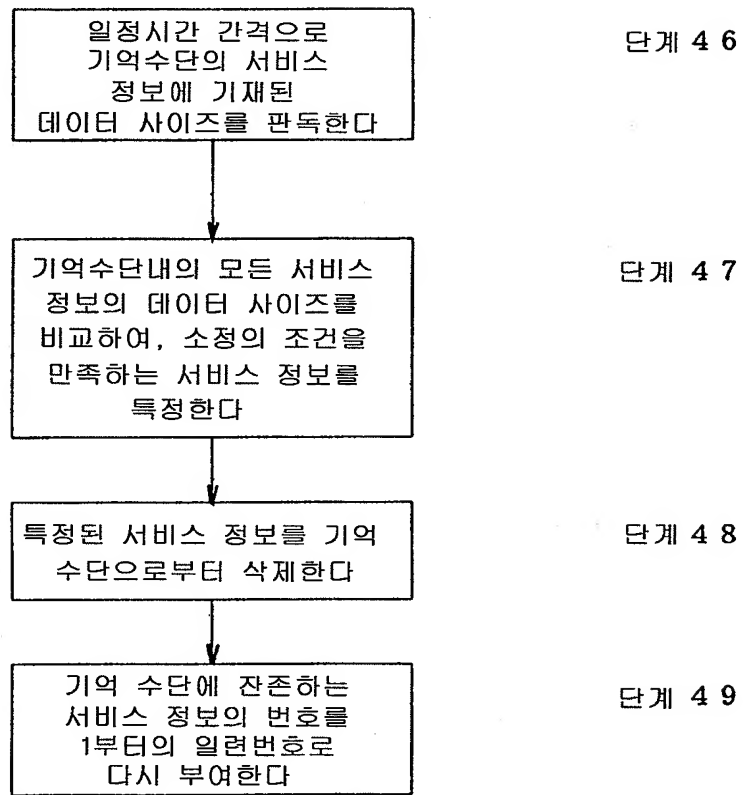 일정시간 간격으로
기억수단의 서비스
정보에 기재된
데이터 사이즈를 판독한다
단계 46
기억수단내의 모든 서비스
정보의 데이터 사이즈를
비교하여, 소정의 조건을
만족하는 서비스 정보를
특정한다
단계 47
특정된 서비스 정보를 기억
수단으로부터 삭제한다
단계 48
기억 수단에 잔존하는
서비스 정보의 번호를
1부터의 일련번호로
다시 부여한다
단계 49